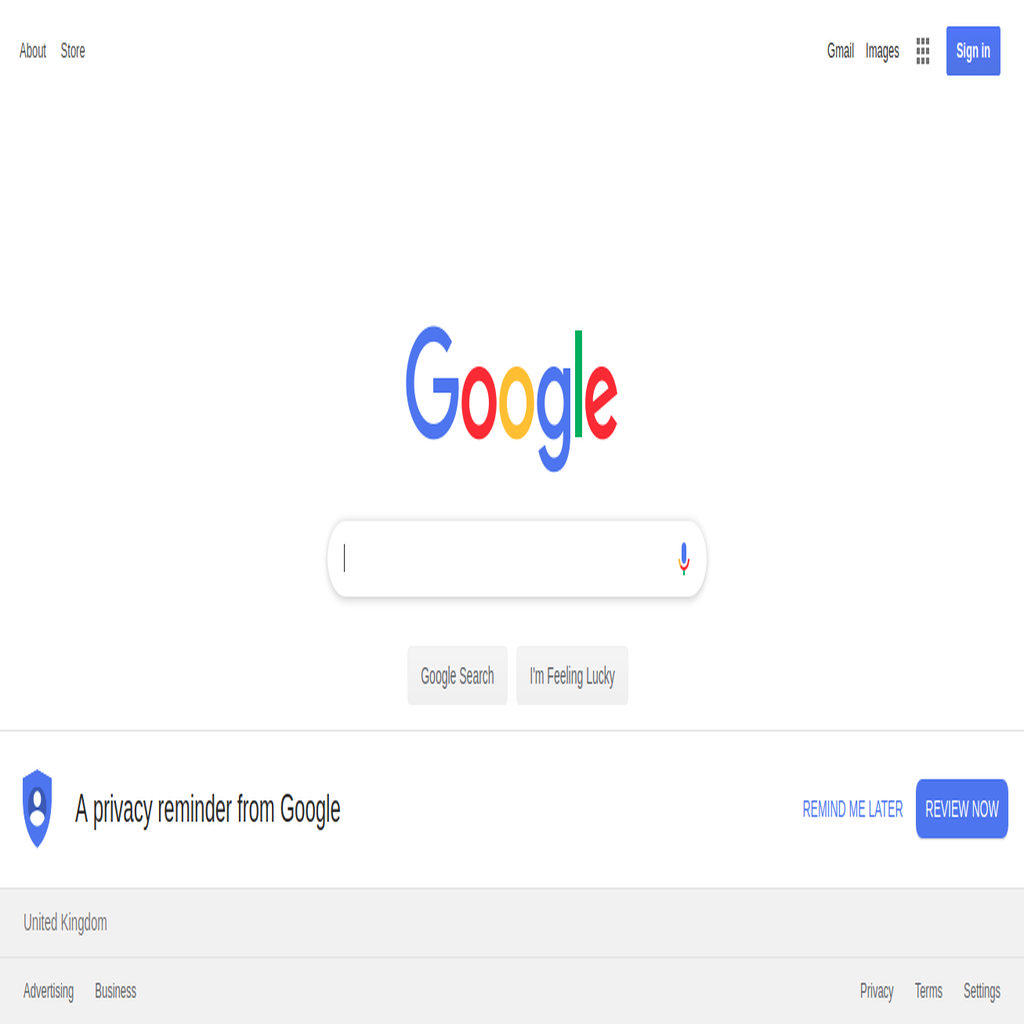 About Store Gmail Images Sign in
Google
Google Search I'm Feeling Lucky
A privacy reminder from Google REMIND ME LATER REVIEW NOW
United Kingdom
Advertising Business Privacy Terms Settings